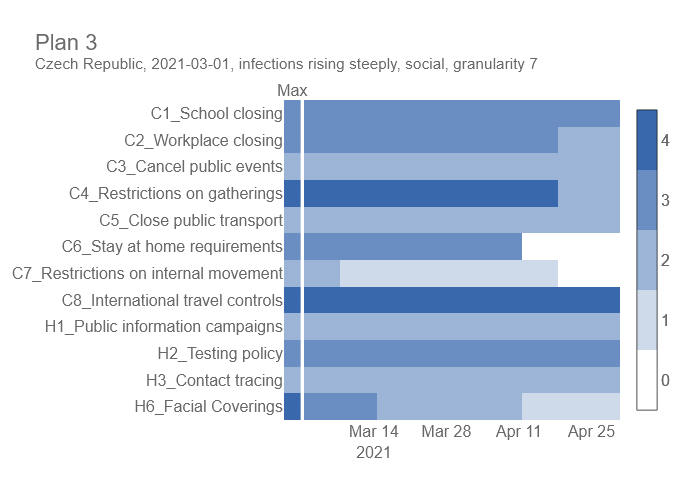 Plan 3
Czech Republic, 2021-03-01, infections rising steeply, social, granularity 7
Max
C1_School closing
C2_Workplace closing
C3_Cancel public events
C4_Restrictions on gatherings
C5_Close public transport
C6_Stay at home requirements
C7_Restrictions on internal movement
C8_International travel controls
H1_Public information campaigns
H2_Testing policy
H3_Contact tracing
H6_Facial Coverings
Mar 14 Mar 28 Apr 11 Apr 25
2021
4
3
2
1
0